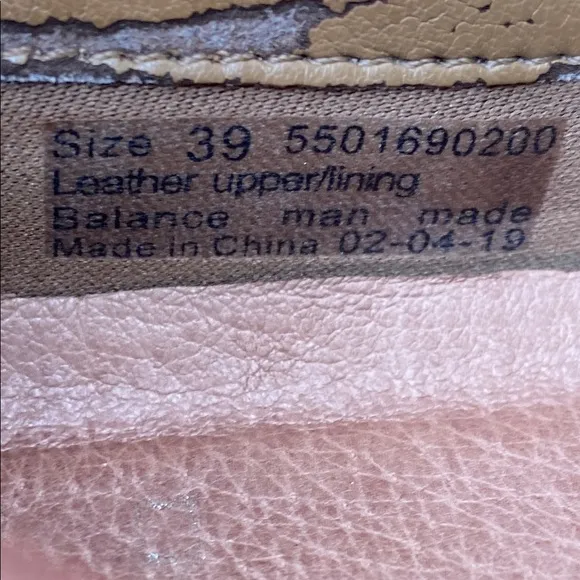 Size 39 5501690200
Leather upper/lining
Balance man made
Made in China 02-04-19